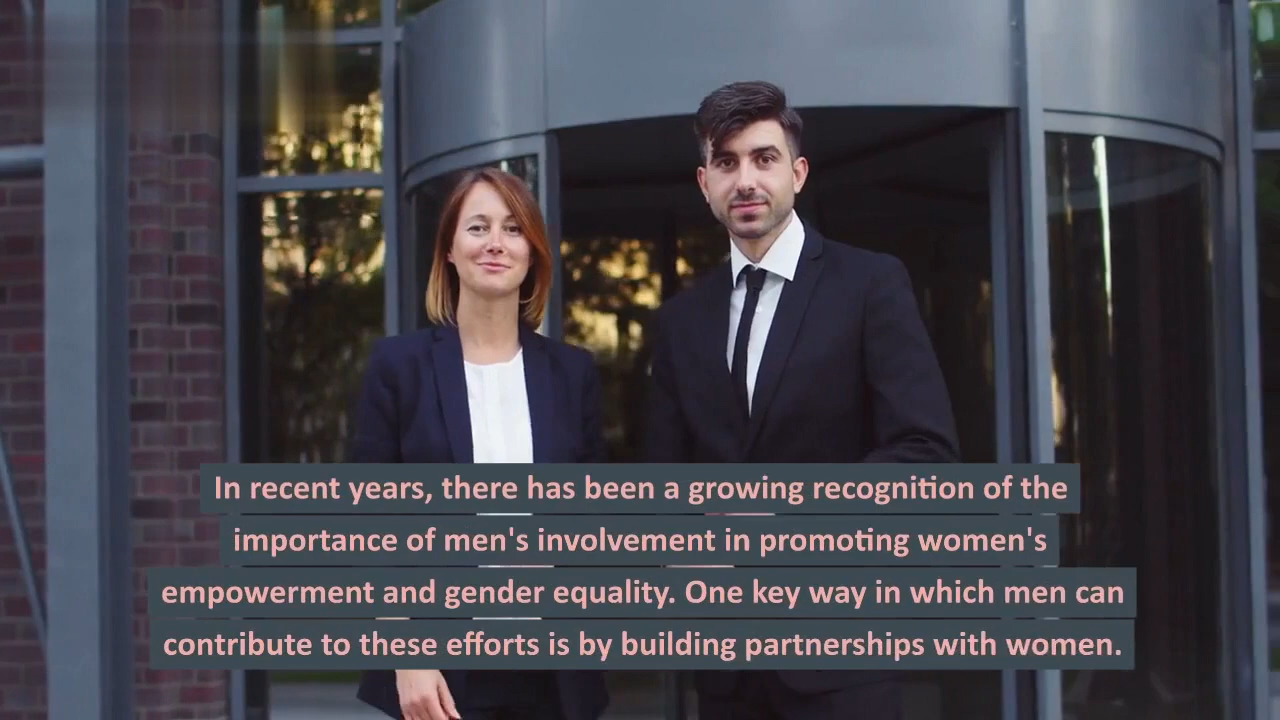 In recent years, there has been a growing recognition of the
importance of men's involvement in promoting women's
empowerment and gender equality. One key way in which men can
contribute to these efforts is by building partnerships with women.